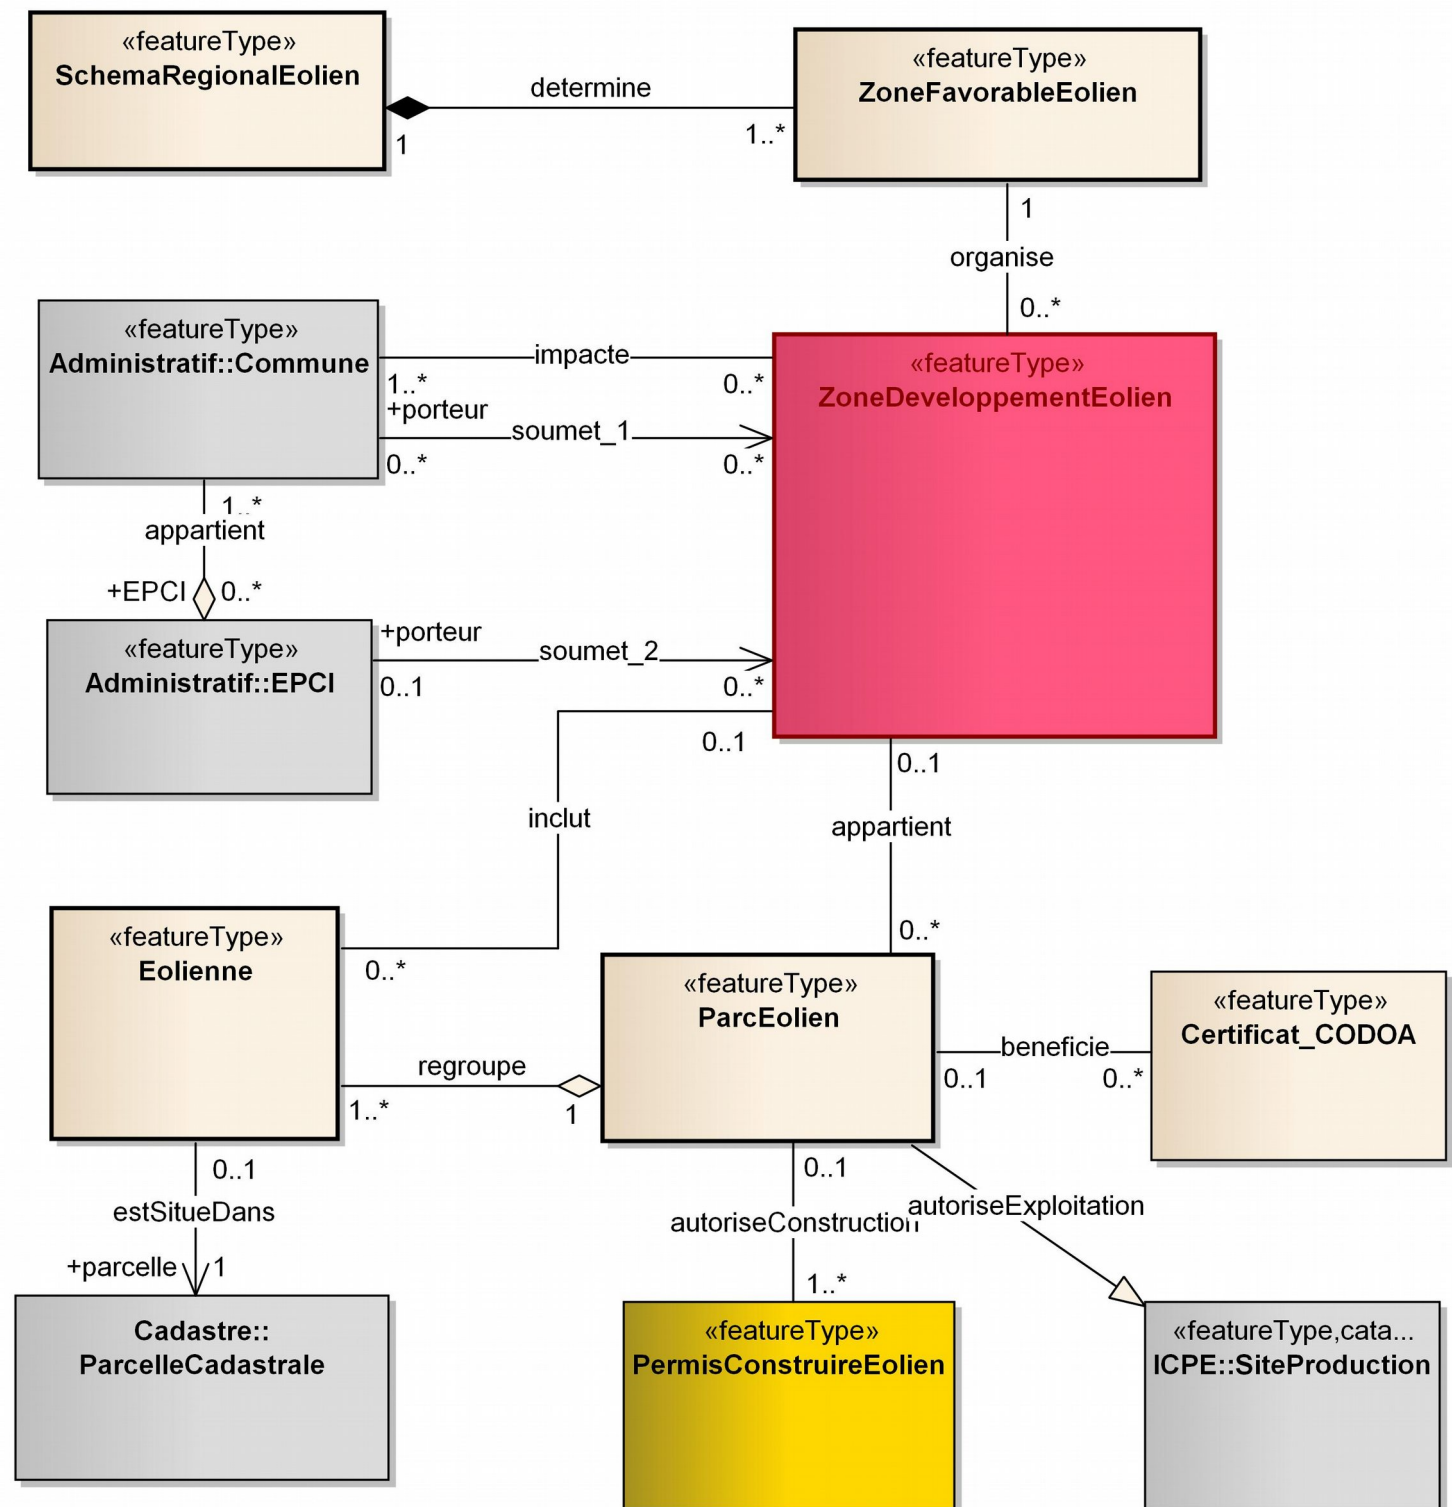 «featureType»
SchemaRegionalEolien
«featureType»
ZoneFavorableEolien
determine
1
1..*
1
organise
0..*
«featureType»
Administratif::Commune
«featureType»
ZoneDeveloppementEolien
impacte
1..*
0..*
+porteur
soumet_1
0..*
0..*
1..*
appartient
+EPCI
0..*
«featureType»
Administratif::EPCI
+porteur
soumet_2
0..1
0..*
0..1
inclut
0..*
0..1
appartient
0..*
«featureType»
Eolienne
«featureType»
ParcEolien
«featureType»
Certificat_CODOA
beneficie
0..1
0..*
regroupe
1..*
1
0..1
estSitueDans
+parcelle
1
0..1
autoriseConstruction
1..*
autoriseExploitation
Cadastre::
ParcelleCadastrale
«featureType»
PermisConstruireEolien
«featureType,cata...
ICPE::SiteProduction